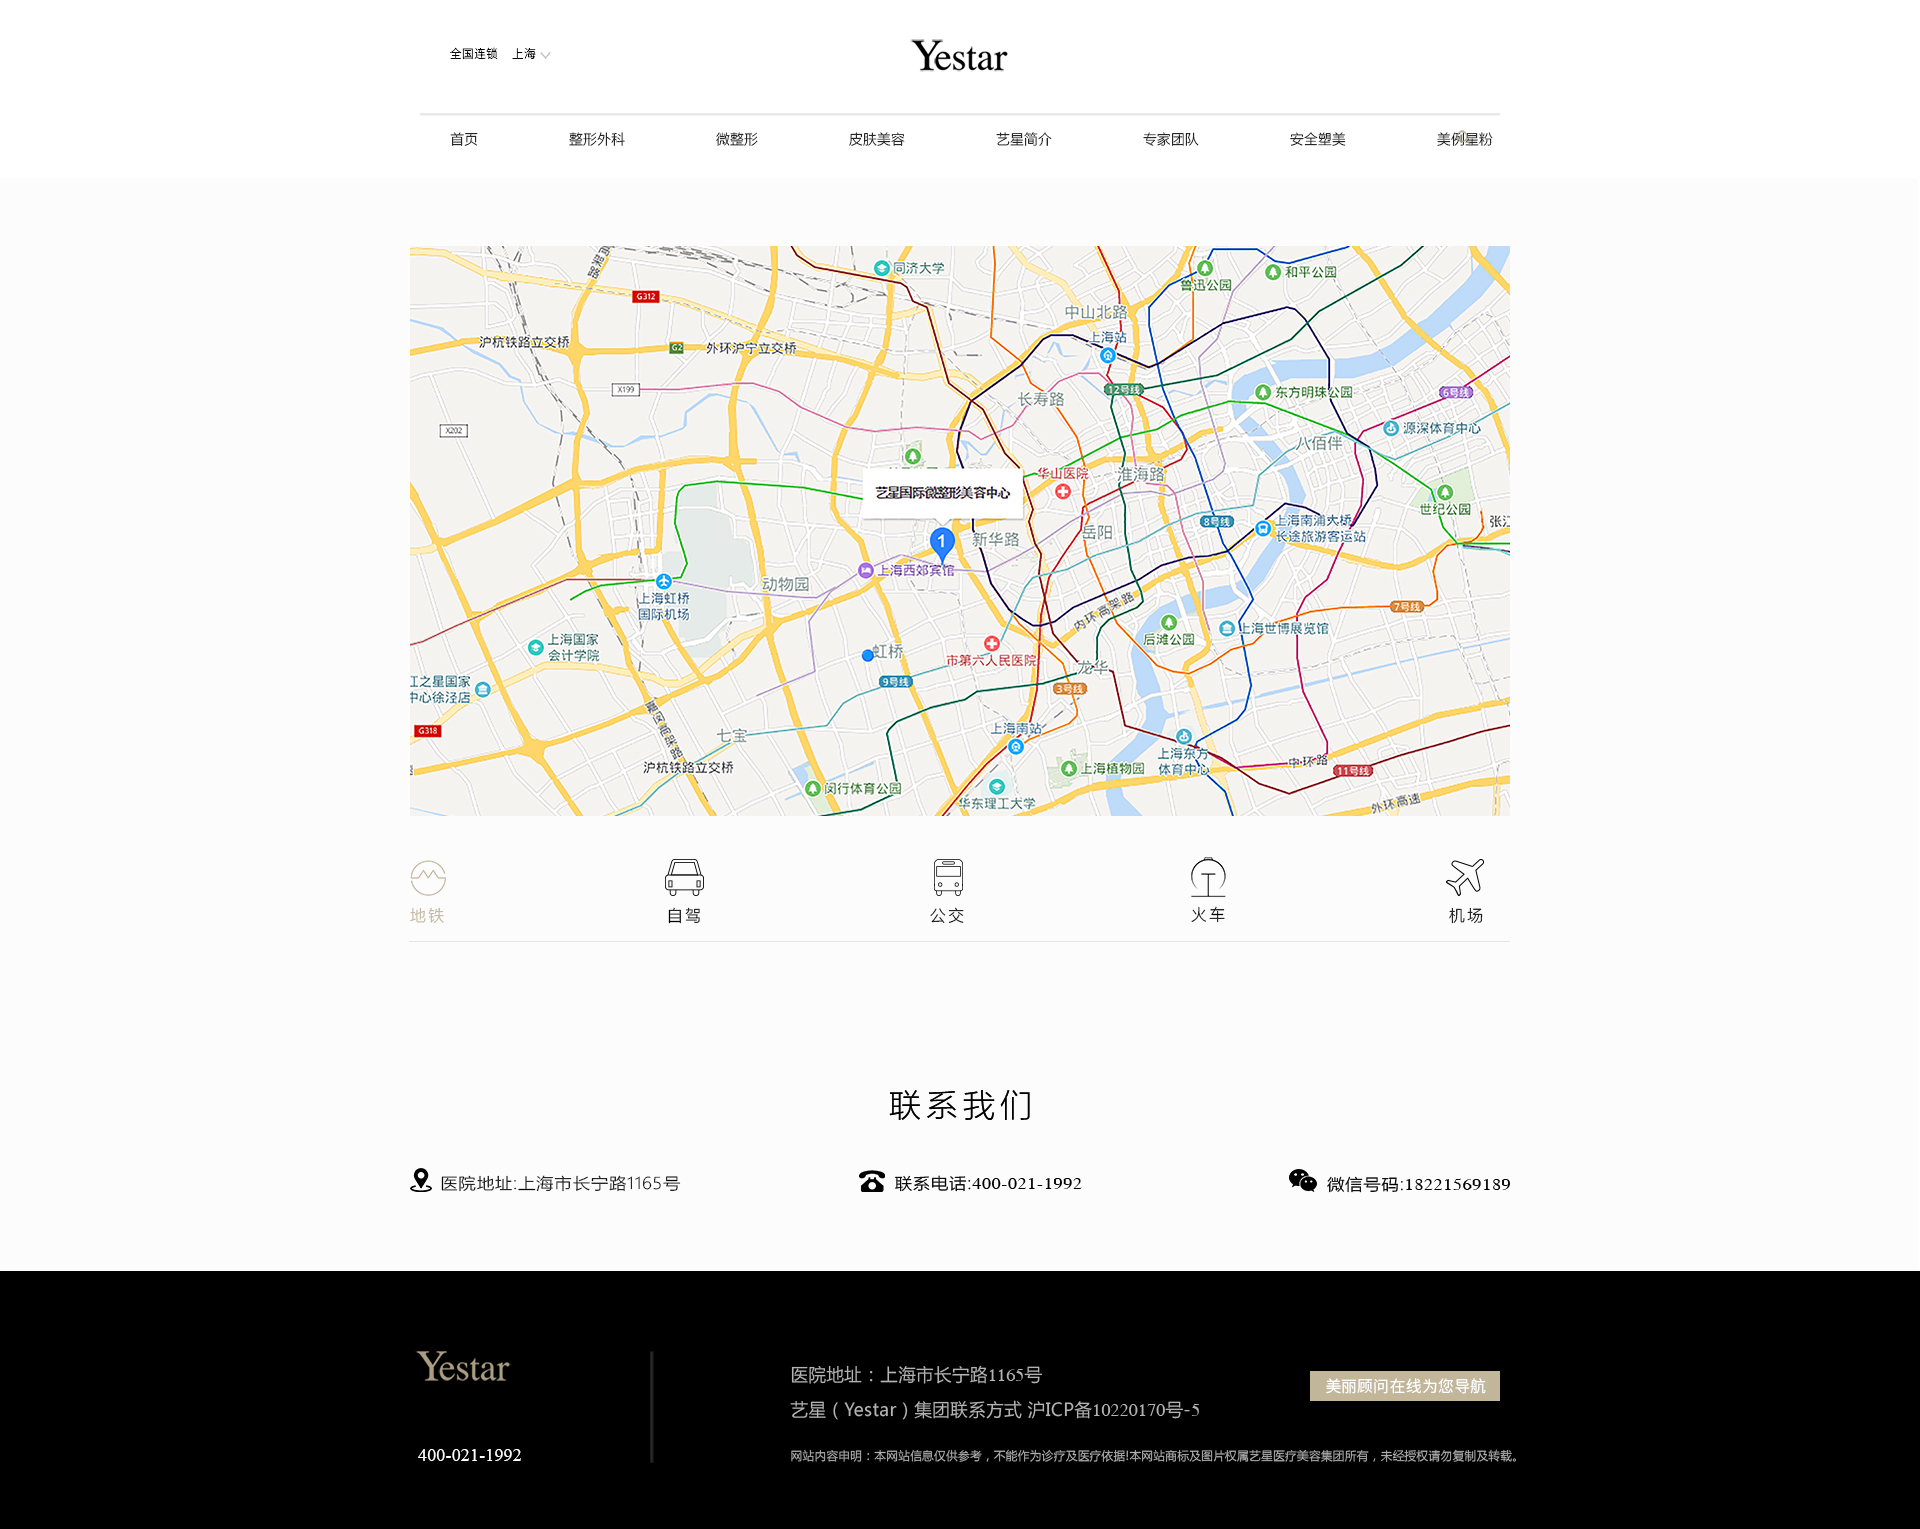 全国连锁 上海
Yestar
首页 整形外科 微整形 皮肤美容 艺星简介 专家团队 安全塑美 美例星粉
同济大学
鲁迅公园
和平公园
G312
中山北路
上海站
沪杭铁路立交桥
G2
外环沪宁立交桥
X199
12号线
东方明珠公园
6号线
长寿路
X202
源深体育中心
八佰伴
华山医院
淮海路
艺星国际微整形美容中心
世纪公园
8号线
上海南浦大桥
长途旅游客运站
张江
岳阳
新华路
1
上海西郊宾馆
动物园
上海虹桥
国际机场
内环高架路
7号线
上海世博展览馆
后滩公园
上海国家
会计学院
虹桥
市第六人民医院
龙华
江之星国家
中心徐泾店
9号线
3号线
G318
七宝
上海南站
上海东方
体育中心
中环路
11号线
沪杭铁路立交桥
上海植物园
闵行体育公园
华东理工大学
外环高速
地铁 自驾 公交 火车 机场
联系我们
医院地址:上海市长宁路1165号 联系电话:400-021-1992 微信号码:18221569189
Yestar
400-021-1992
医院地址：上海市长宁路1165号
艺星（Yestar）集团联系方式 沪ICP备10220170号-5
网站内容申明：本网站信息仅供参考，不能作为诊疗及医疗依据!本网站商标及图片权属艺星医疗美容集团所有，未经授权请勿复制及转载。
美丽顾问在线为您导航